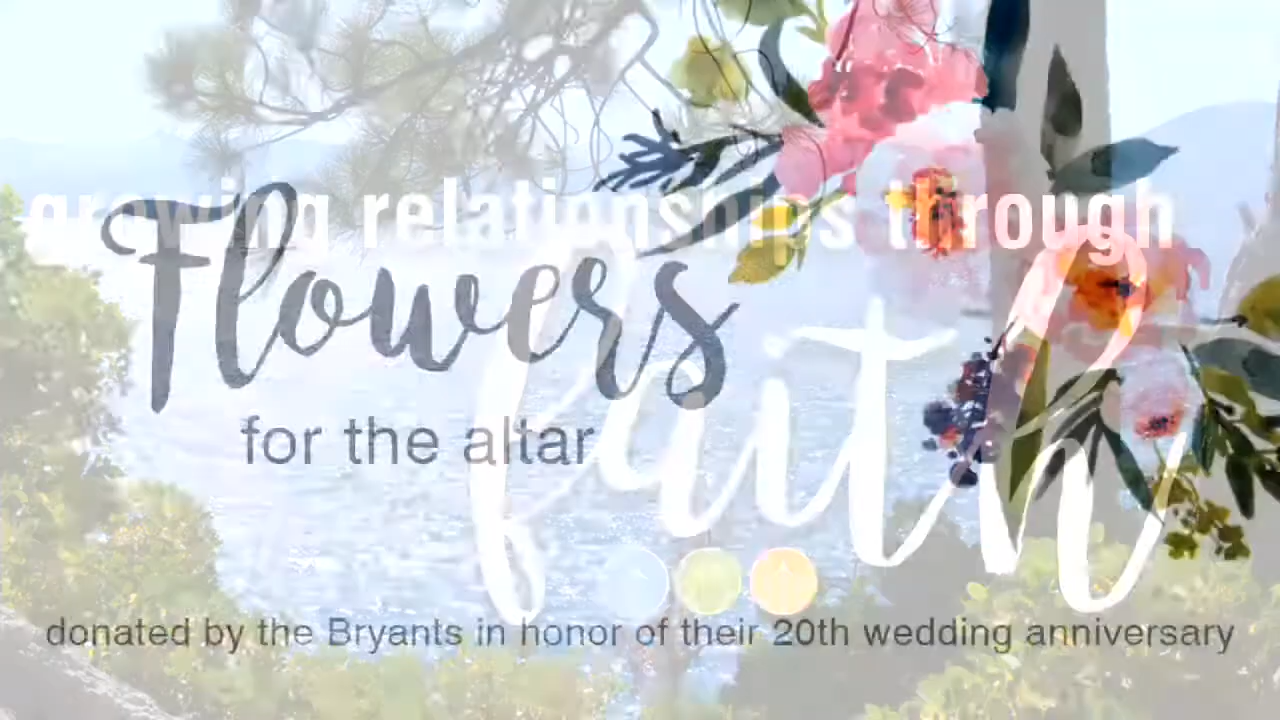 growing relationships through
Flowers
faith
for the altar
donated by the Bryants in honor of their 20th wedding anniversary